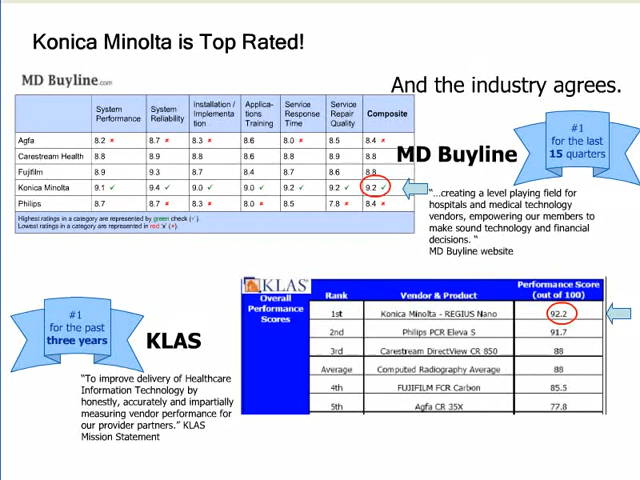 Konica Minolta is Top Rated!
MD Buyline.com
And the industry agrees.
System Performance System Reliability Installation / Implementa tion Applica- tions Training Service Response Time Service Repair Quality Composite
Agfa 8.2 × 8.7 × 8.3 × 8.6 8.0 × 8.5 8.4 ×
Carestream Health 8.8 8.9 8.8 8.8 8.8 8.9 8.8
Fujifilm 8.9 9.3 8.7 8.4 8.7 8.6 8.8
Konica Minolta 9.1 ✓ 9.4 ✓ 9.0 ✓ 9.0 ✓ 9.2 ✓ 9.2 ✓ 9.2 ✓
Philips 8.7 8.7 × 8.3 × 8.0 × 8.5 7.8 × 8.4 ×
Highest ratings in a category are represented by green check (✓).
Lowest ratings in a category are represented in red 'x' (×).
MD Buyline
#1
for the last
15 quarters
"…creating a level playing field for
hospitals and medical technology
vendors, empowering our members to
make sound technology and financial
decisions. "
MD Buyline website
#1
for the past
three years
KLAS
"To improve delivery of Healthcare
Information Technology by
honestly, accurately and impartially
measuring vendor performance for
our provider partners." KLAS
Mission Statement
KLAS
Overall
Performance
Scores
Rank Vendor & Product Performance Score (out of 100)
1st Konica Minolta - REGIUS Nano 92.2
2nd Philips PCR Eleva S 91.7
3rd Carestream DirectView CR 850 88
Average Computed Radiography Average 88
4th FUJIFILM FCR Carbon 85.5
5th Agfa CR 35X 77.8